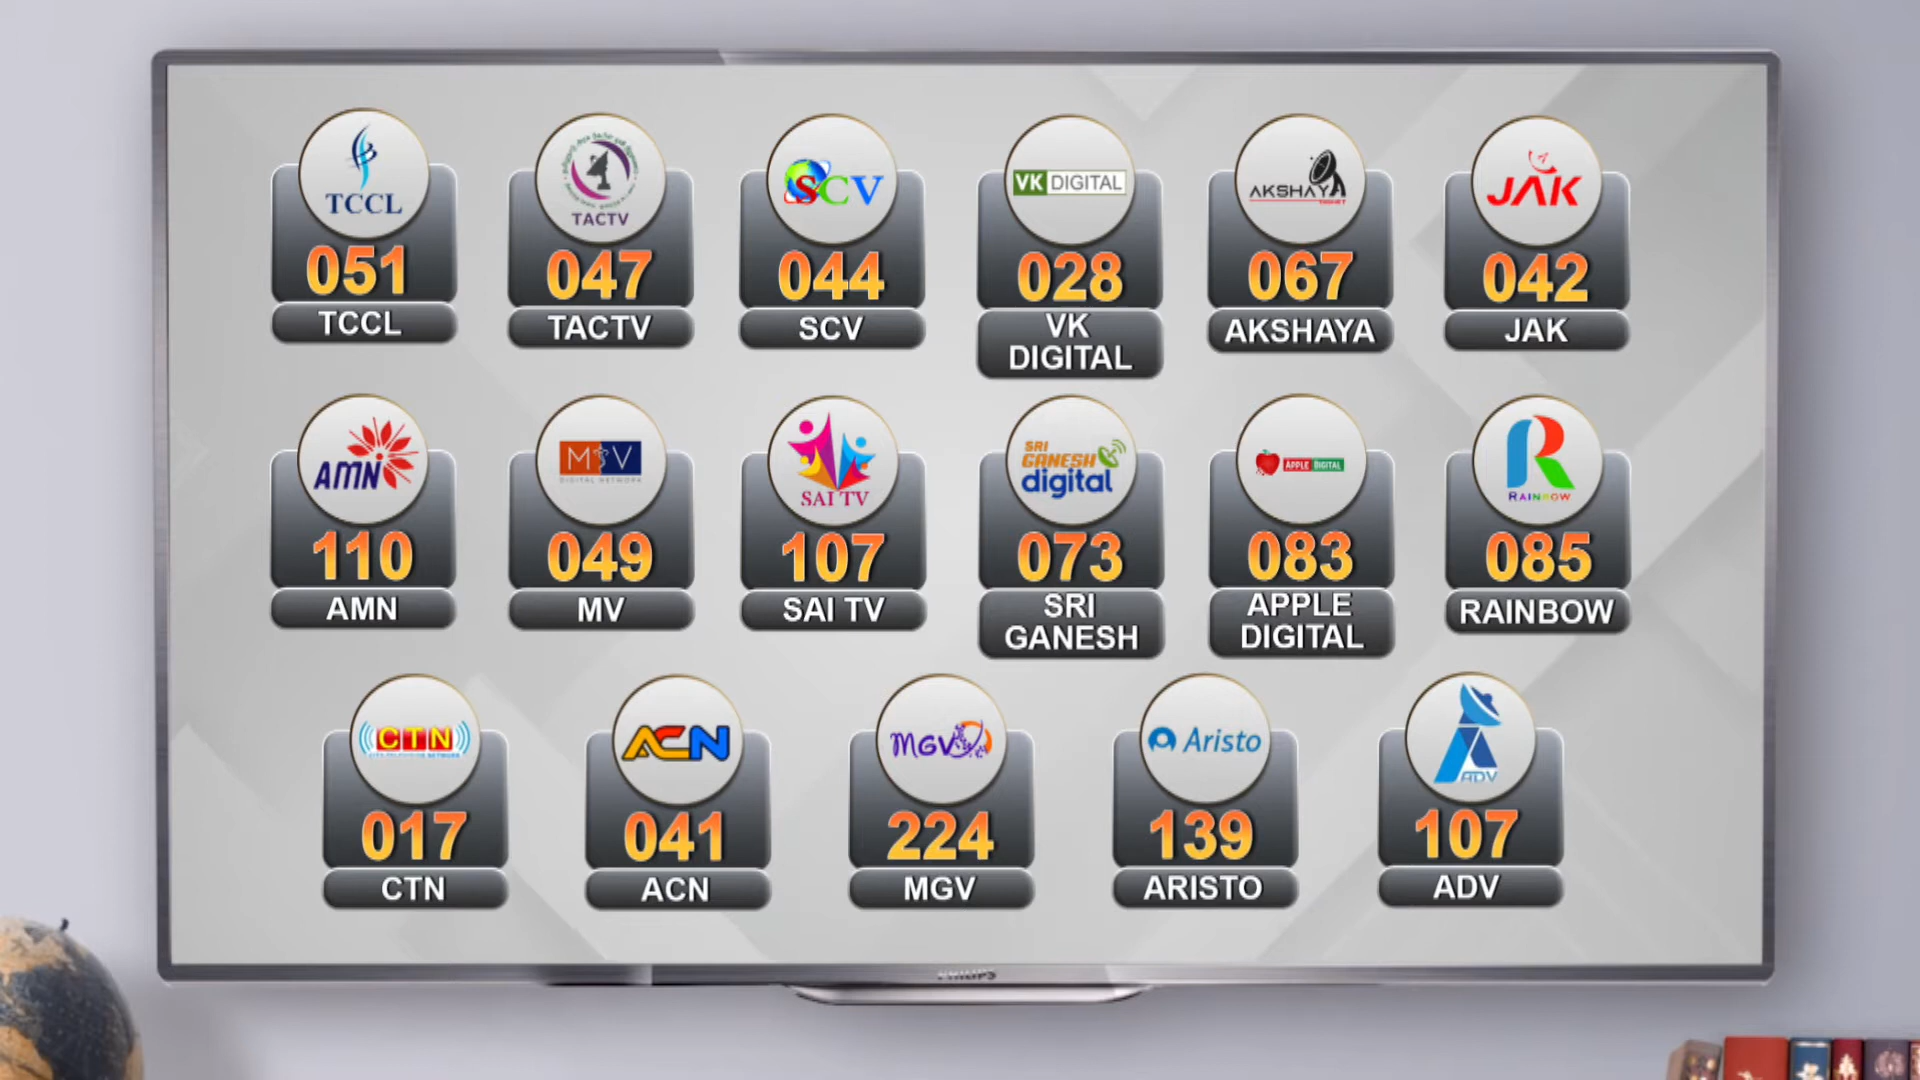 TCCL
TACTV
SCV
VK DIGITAL
AKSHAYA
JAK
051
047
044
028
067
042
TCCL
TACTV
SCV
VK
DIGITAL
AKSHAYA
JAK
AMN
MV
DIGITAL NETWORK
SAI TV
SRI
GANESH
digital
APPLE DIGITAL
RAINBOW
110
049
107
073
083
085
AMN
MV
SAI TV
SRI
GANESH
APPLE
DIGITAL
RAINBOW
CTN
ACN
MGV
Aristo
ADV
017
041
224
139
107
CTN
ACN
MGV
ARISTO
ADV
PHILIPS